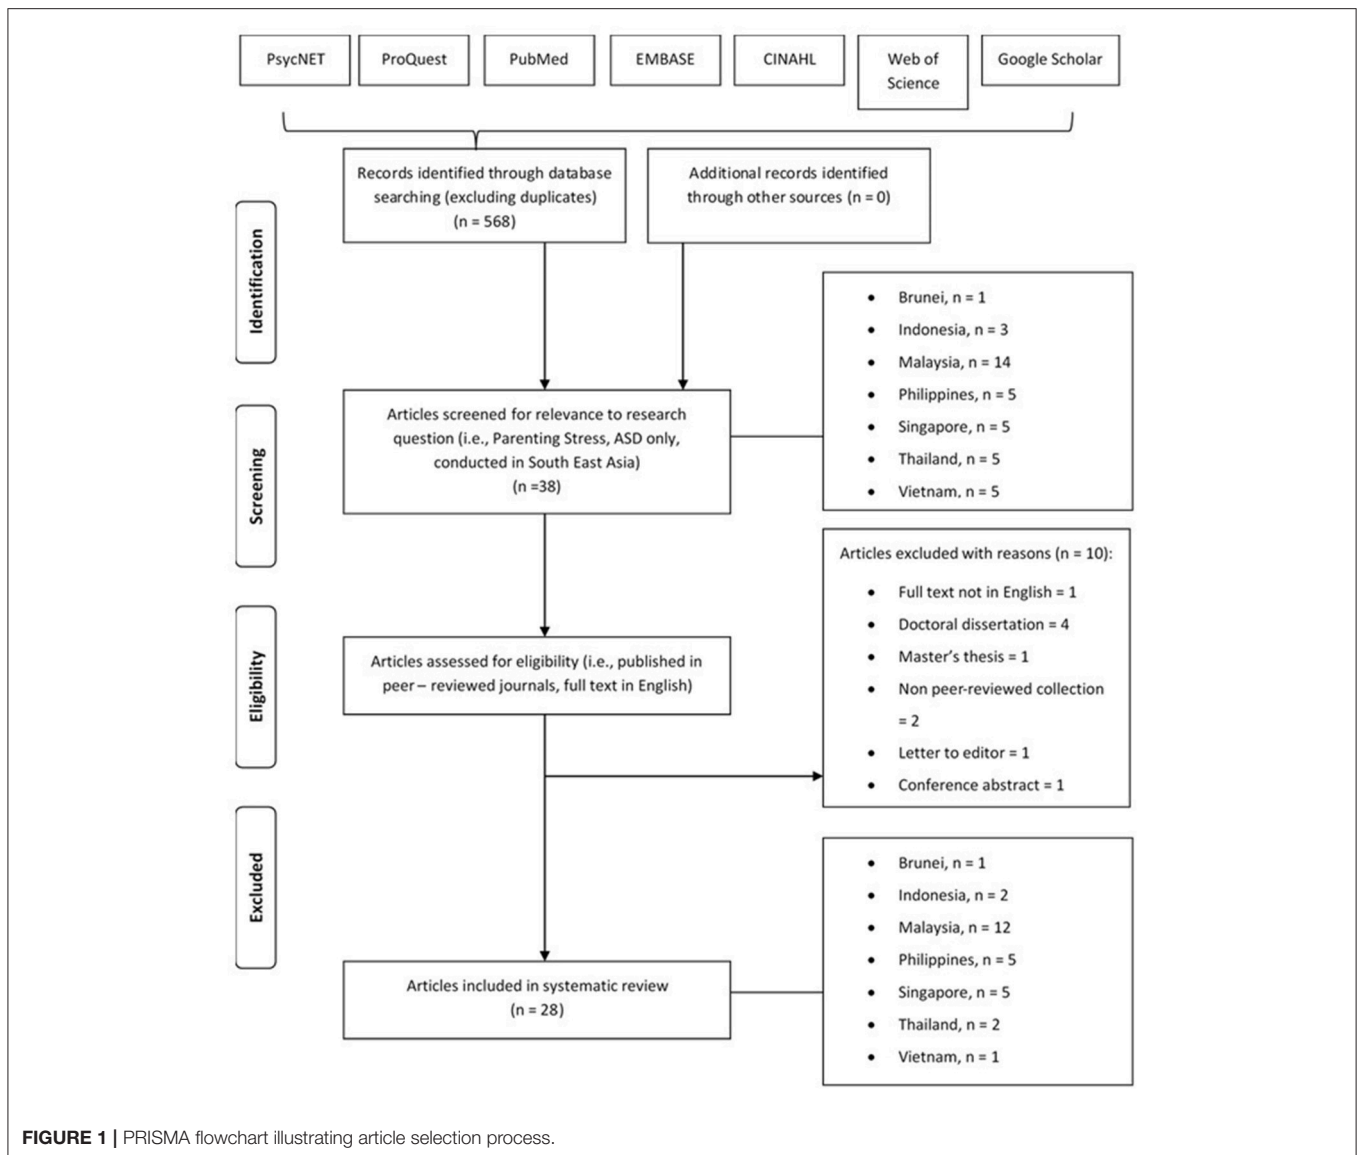 PsycNET
ProQuest
PubMed
EMBASE
CINAHL
Web of
Science
Google Scholar
Records identified through database
searching (excluding duplicates)
(n = 568)
Additional records identified
through other sources (n = 0)
Identification
Brunei, n = 1
Indonesia, n = 3
Malaysia, n = 14
Philippines, n = 5
Singapore, n = 5
Thailand, n = 5
Vietnam, n = 5
Screening
Articles screened for relevance to research
question (i.e., Parenting Stress, ASD only,
conducted in South East Asia)
(n =38)
Articles excluded with reasons (n = 10):
Full text not in English = 1
Doctoral dissertation = 4
Master's thesis = 1
Non peer-reviewed collection
= 2
Letter to editor = 1
Conference abstract = 1
Eligibility
Articles assessed for eligibility (i.e., published in
peer – reviewed journals, full text in English)
Excluded
Brunei, n = 1
Indonesia, n = 2
Malaysia, n = 12
Philippines, n = 5
Singapore, n = 5
Thailand, n = 2
Vietnam, n = 1
Articles included in systematic review
(n = 28)
FIGURE 1 | PRISMA flowchart illustrating article selection process.